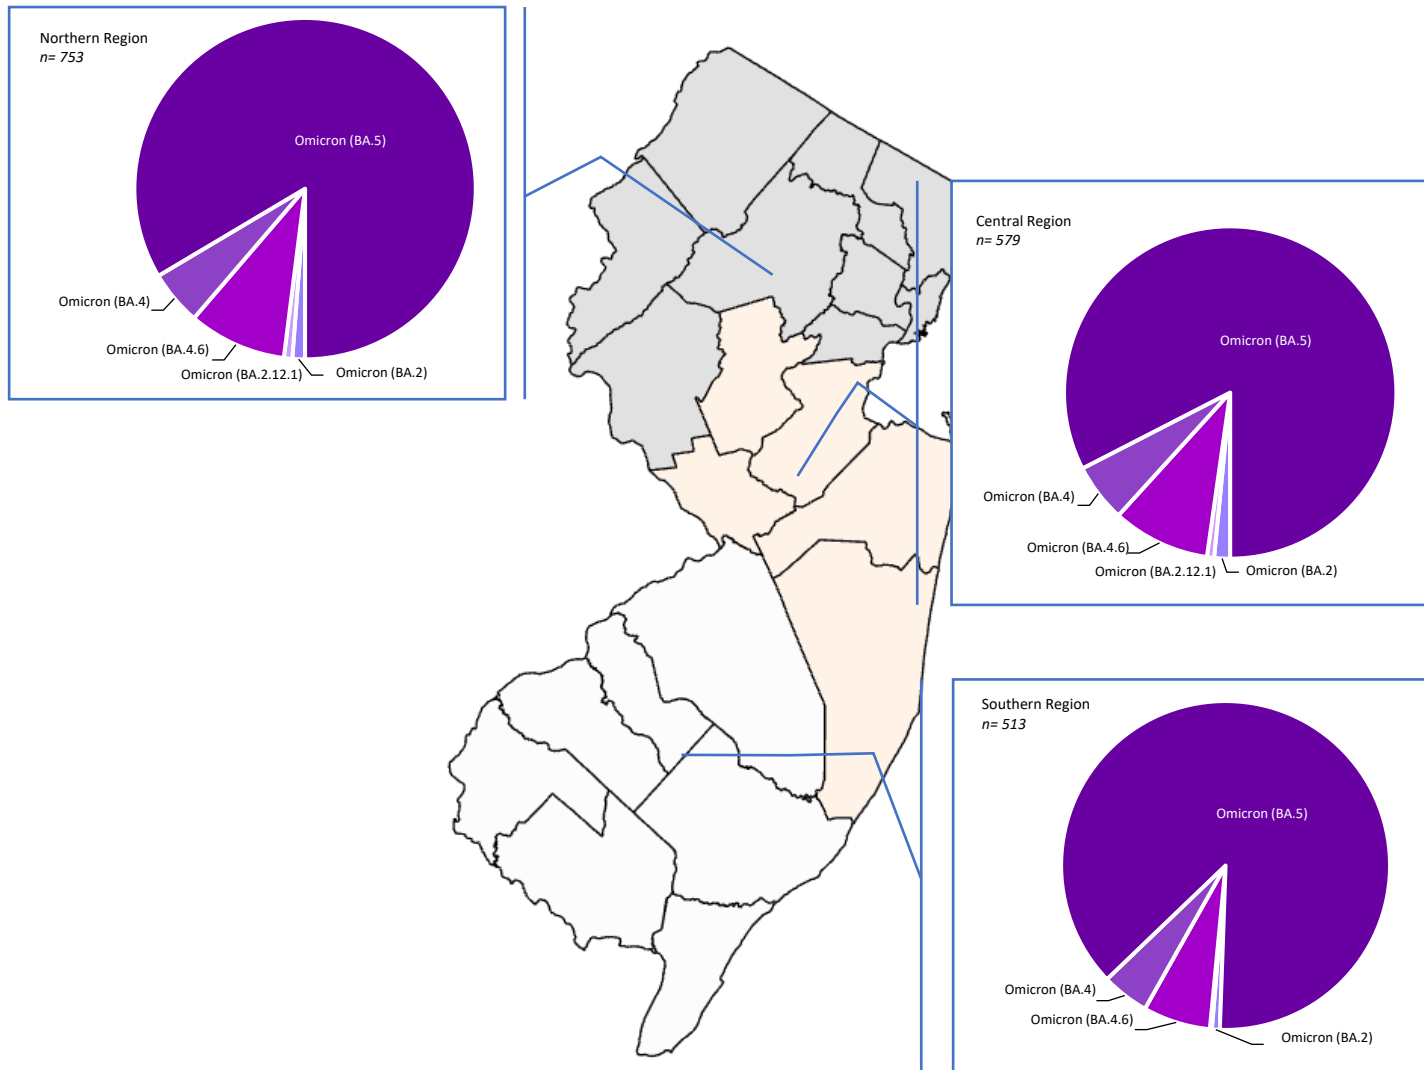 Northern Region
n= 753
Omicron (BA.5)
Omicron (BA.4)
Omicron (BA.4.6)
Omicron (BA.2.12.1)
Omicron (BA.2)
Central Region
n= 579
Omicron (BA.5)
Omicron (BA.4)
Omicron (BA.4.6)
Omicron (BA.2.12.1)
Omicron (BA.2)
Southern Region
n= 513
Omicron (BA.5)
Omicron (BA.4)
Omicron (BA.4.6)
Omicron (BA.2)